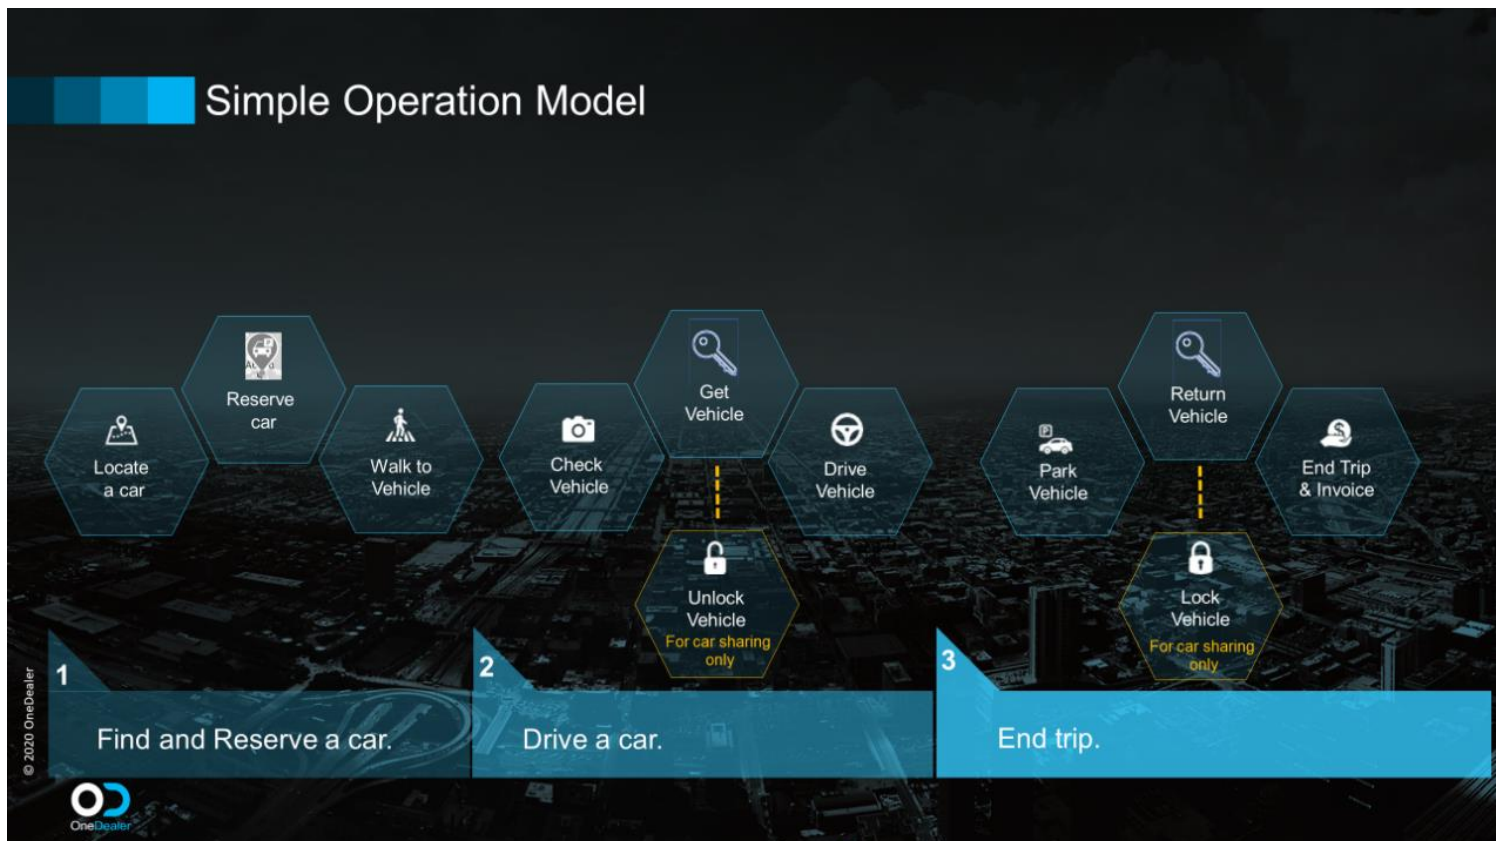 Simple Operation Model
Locate
a car
Reserve
car
Walk to
Vehicle
Check
Vehicle
Get
Vehicle
Drive
Vehicle
Unlock
Vehicle
For car sharing
only
P
Park
Vehicle
Return
Vehicle
End Trip
& Invoice
Lock
Vehicle
For car sharing
only
1
Find and Reserve a car.
2
Drive a car.
3
End trip.
© 2020 OneDealer
OneDealer